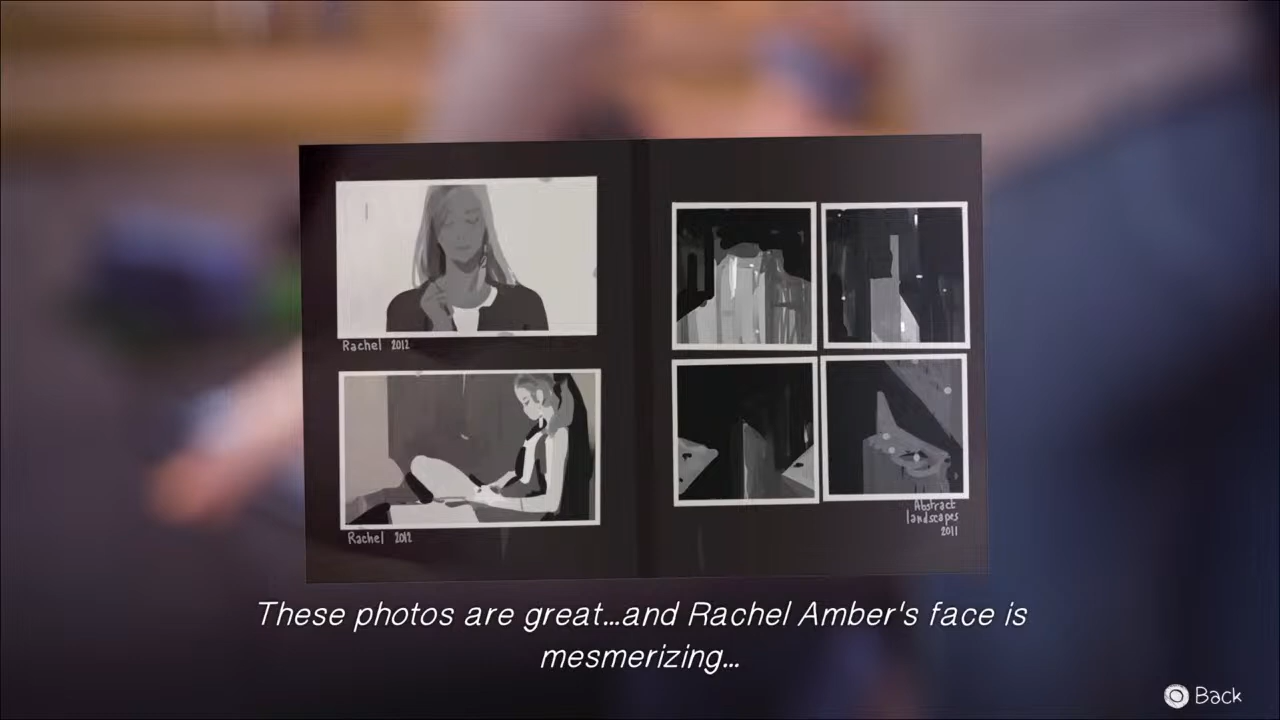 Rachel 2012
Rachel 2012
Abstract
landscapes
2011
These photos are great...and Rachel Amber's face is
mesmerizing...
Back